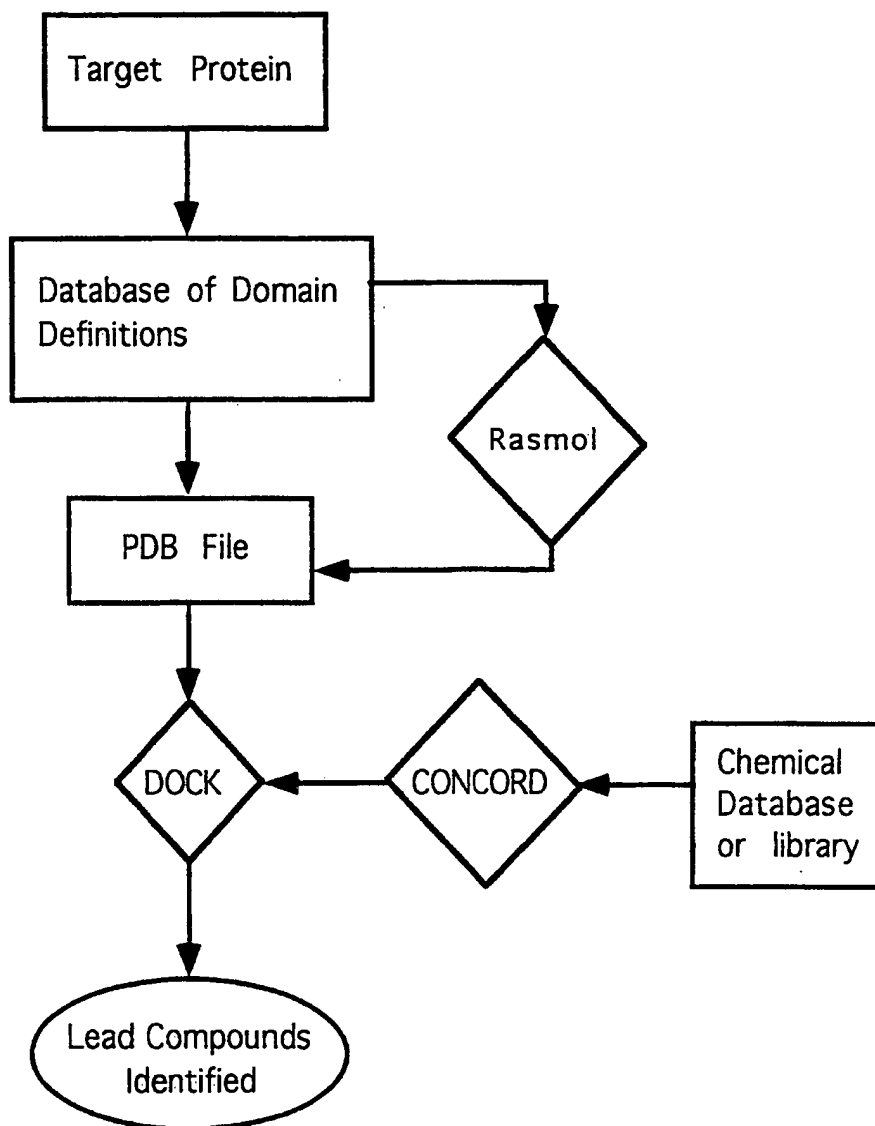 Target Protein
Database of Domain
Definitions
Rasmol
PDB File
DOCK
CONCORD
Chemical
Database
or library
Lead Compounds
Identified